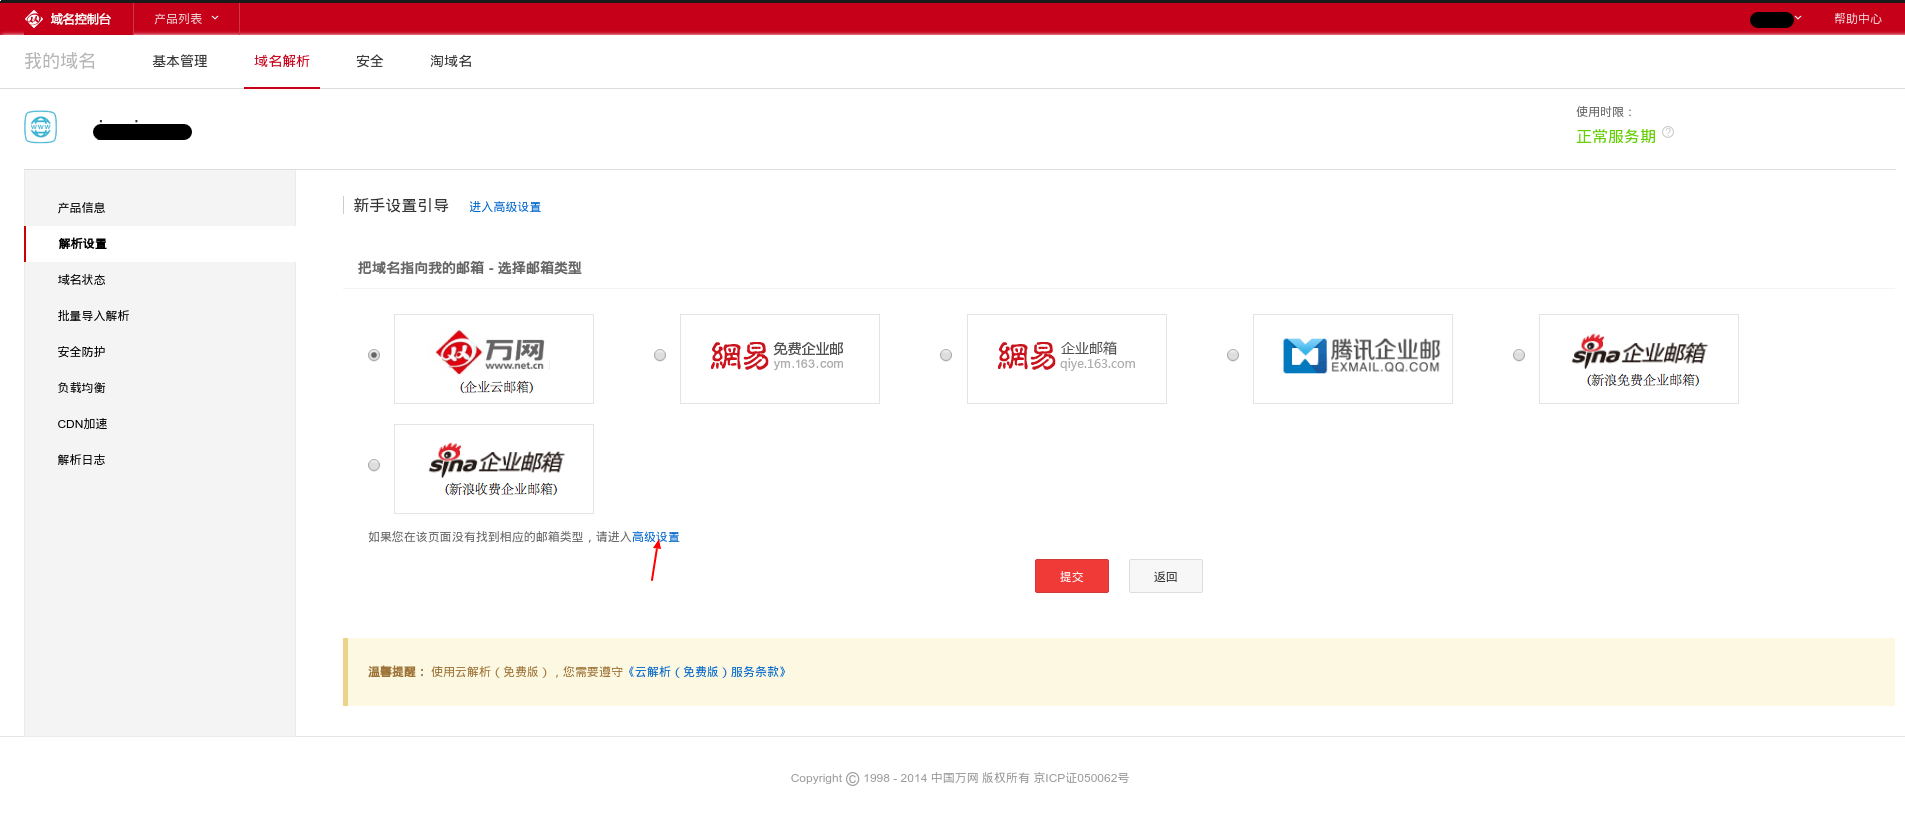 域名控制台 产品列表 帮助中心
我的域名 基本管理 域名解析 安全 淘域名
www
使用时限：
正常服务期 ?
产品信息
解析设置
域名状态
批量导入解析
安全防护
负载均衡
CDN加速
解析日志
新手设置引导 进入高级设置
把域名指向我的邮箱 - 选择邮箱类型
万网
www.net.cn
(企业云邮箱)
網易 免费企业邮
ym.163.com
網易 企业邮箱
qiye.163.com
腾讯企业邮
EXMAIL.QQ.COM
sina企业邮箱
(新浪免费企业邮箱)
sina企业邮箱
(新浪收费企业邮箱)
如果您在该页面没有找到相应的邮箱类型，请进入高级设置
提交 返回
温馨提醒： 使用云解析（免费版），您需要遵守《云解析（免费版）服务条款》
Copyright © 1998 - 2014 中国万网 版权所有 京ICP证050062号